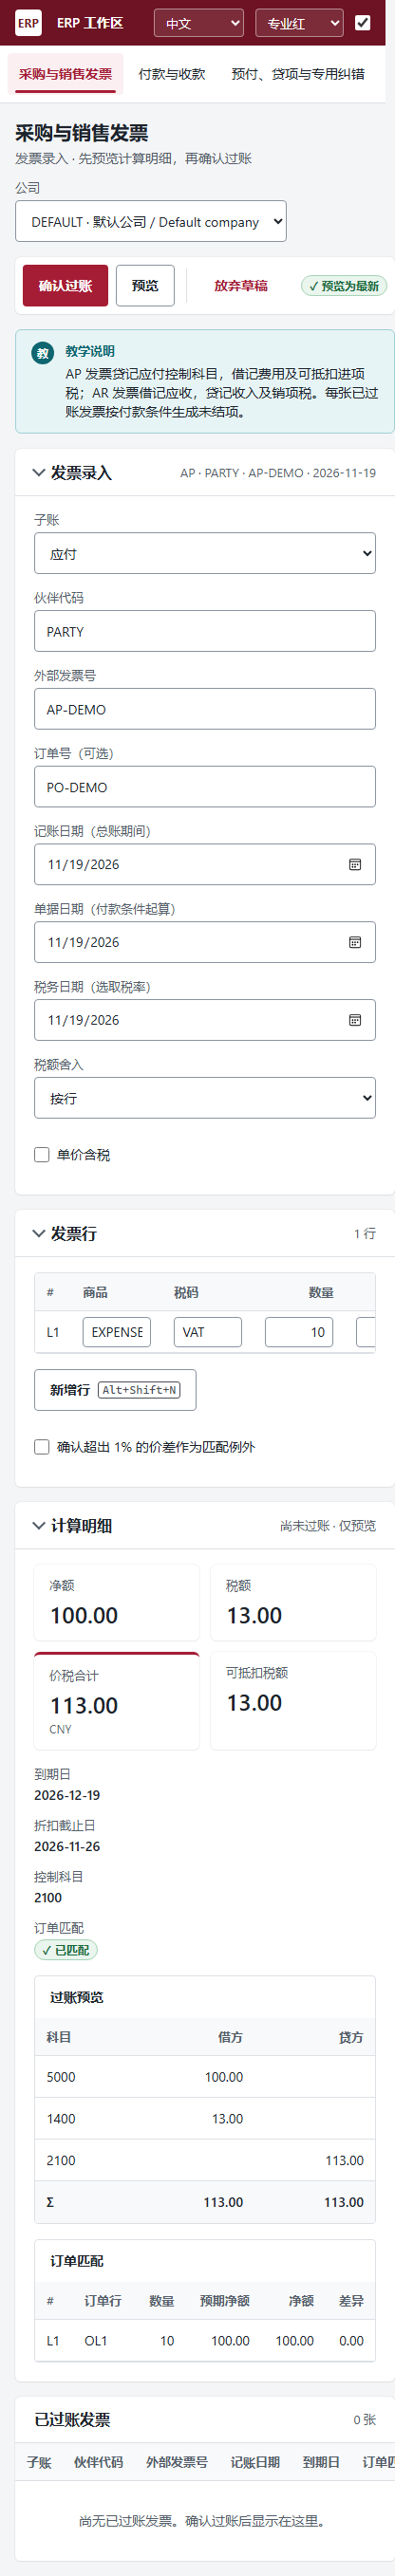 ERP ERP 工作区 中文 专业红
采购与销售发票 付款与收款 预付、贷项与专用纠错
采购与销售发票
发票录入 · 先预览计算明细，再确认过账
公司
DEFAULT · 默认公司 / Default company
确认过账 预览 放弃草稿 ✓ 预览为最新
教 教学说明
AP 发票贷记应付控制科目，借记费用及可抵扣进项
税；AR 发票借记应收，贷记收入及销项税。每张已过
账发票按付款条件生成未结项。
发票录入 AP · PARTY · AP-DEMO · 2026-11-19
子账
应付
伙伴代码
PARTY
外部发票号
AP-DEMO
订单号（可选）
PO-DEMO
记账日期（总账期间）
11/19/2026
单据日期（付款条件起算）
11/19/2026
税务日期（选取税率）
11/19/2026
税额舍入
按行
单价含税
发票行 1 行
# 商品 税码 数量
L1 EXPENSE VAT 10
新增行 Alt+Shift+N
确认超出 1% 的价差作为匹配例外
计算明细 尚未过账 · 仅预览
净额 税额
100.00 13.00
价税合计 可抵扣税额
113.00 13.00
CNY
到期日
2026-12-19
折扣截止日
2026-11-26
控制科目
2100
订单匹配
✓ 已匹配
过账预览
科目 借方 贷方
5000 100.00
1400 13.00
2100 113.00
Σ 113.00 113.00
订单匹配
# 订单行 数量 预期净额 净额 差异
L1 OL1 10 100.00 100.00 0.00
已过账发票 0 张
子账 伙伴代码 外部发票号 记账日期 到期日 订单匹
尚无已过账发票。确认过账后显示在这里。